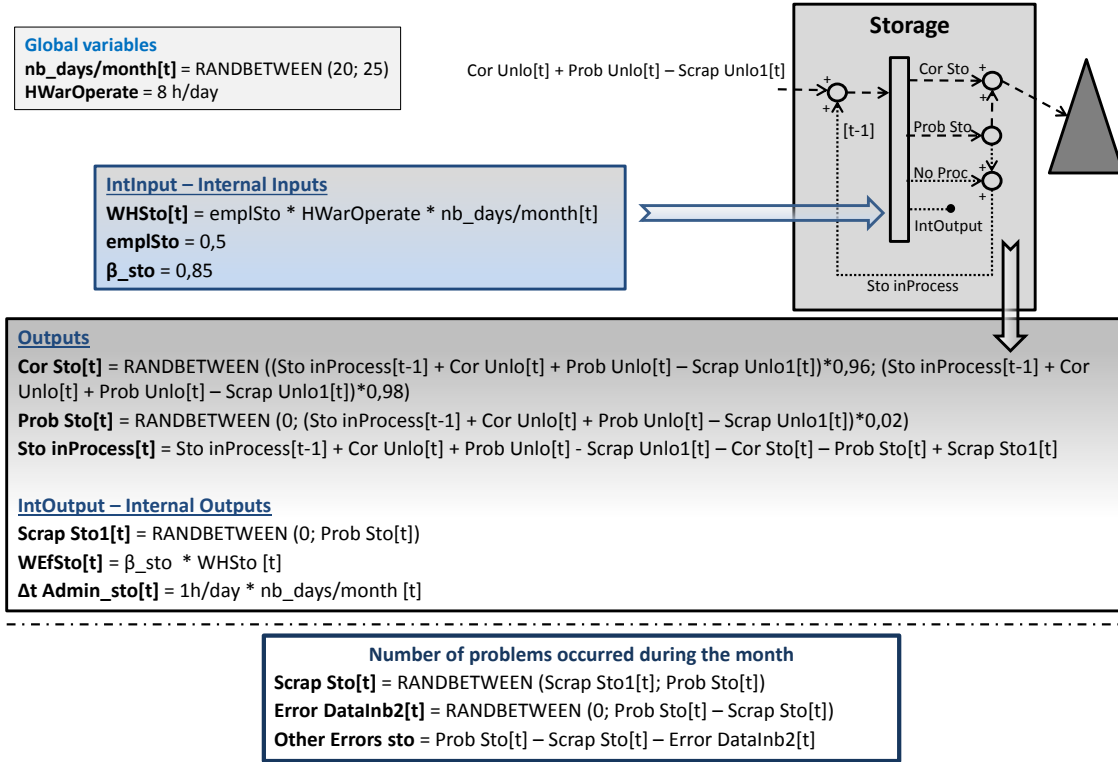 Global variables
nb_days/month[t] = RANDBETWEEN (20; 25)
HWarOperate = 8 h/day
Storage
Cor Unlo[t] + Prob Unlo[t] – Scrap Unlo1[t]
+
+
[t-1]
Cor Sto
+
+
Prob Sto
No Proc
+
+
IntOutput
Sto inProcess
IntInput – Internal Inputs
WHSto[t] = emplSto * HWarOperate * nb_days/month[t]
emplSto = 0,5
β_sto = 0,85
Outputs
Cor Sto[t] = RANDBETWEEN ((Sto inProcess[t-1] + Cor Unlo[t] + Prob Unlo[t] – Scrap Unlo1[t])*0,96; (Sto inProcess[t-1] + Cor
Unlo[t] + Prob Unlo[t] – Scrap Unlo1[t])*0,98)
Prob Sto[t] = RANDBETWEEN (0; (Sto inProcess[t-1] + Cor Unlo[t] + Prob Unlo[t] – Scrap Unlo1[t])*0,02)
Sto inProcess[t] = Sto inProcess[t-1] + Cor Unlo[t] + Prob Unlo[t] - Scrap Unlo1[t] – Cor Sto[t] – Prob Sto[t] + Scrap Sto1[t]
IntOutput – Internal Outputs
Scrap Sto1[t] = RANDBETWEEN (0; Prob Sto[t])
WEfSto[t] = β_sto * WHSto [t]
Δt Admin_sto[t] = 1h/day * nb_days/month [t]
Number of problems occurred during the month
Scrap Sto[t] = RANDBETWEEN (Scrap Sto1[t]; Prob Sto[t])
Error DataInb2[t] = RANDBETWEEN (0; Prob Sto[t] – Scrap Sto[t])
Other Errors sto = Prob Sto[t] – Scrap Sto[t] – Error DataInb2[t]